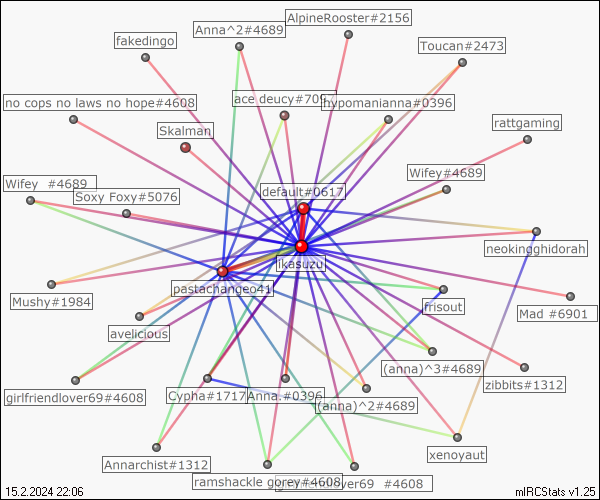 AlpineRooster#2156
Anna^2#4689
fakedingo
Toucan#2473
ace deucy#709
hypomanianna#0396
no cops no laws no hope#4608
rattgaming
Skalman
Wifey#4689
Wifey  #4689
default#0617
Soxy Foxy#5076
neokingghidorah
ikasuzu
pastachangeo41
Mushy#1984
frisout
Mad #6901
avelicious
(anna)^3#4689
zibbits#1312
girlfriendlover69#4608
Cypha#1717
Anna.#0396
(anna)^2#4689
xenoyaut
Annarchist#1312
ramshackle gorey#4608
over69  #4608
15.2.2024 22:06
mIRCStats v1.25